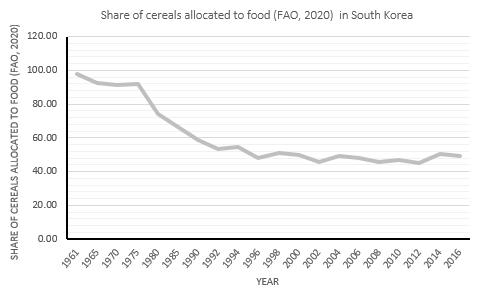 Share of cereals allocated to food (FAO, 2020)  in South Korea
SHARE OF CEREALS ALLOCATED TO FOOD (FAO, 2020)
120.00
100.00
80.00
60.00
40.00
20.00
0.00
1961 1965 1970 1975 1980 1985 1990 1992 1994 1996 1998 2000 2002 2004 2006 2008 2010 2012 2014 2016
YEAR